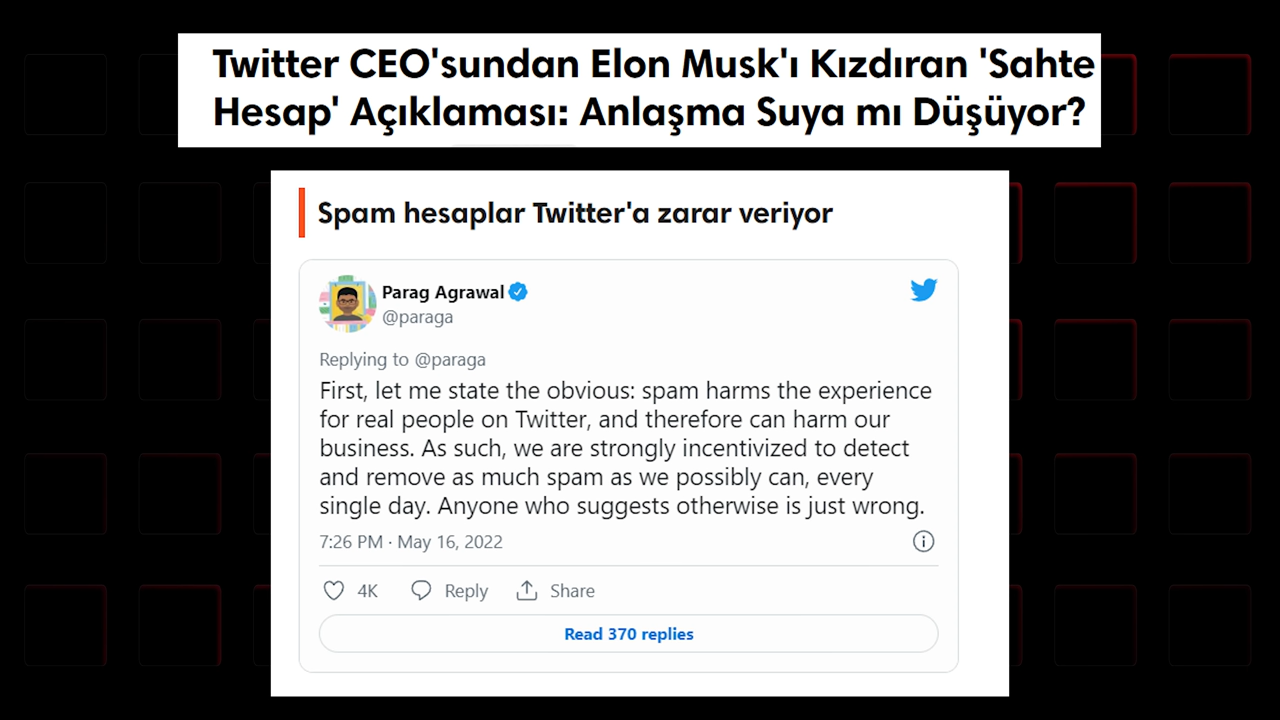 Twitter CEO'sundan Elon Musk'ı Kızdıran 'Sahte
Hesap' Açıklaması: Anlaşma Suya mı Düşüyor?
Spam hesaplar Twitter'a zarar veriyor
Parag Agrawal
@paraga
Replying to @paraga
First, let me state the obvious: spam harms the experience
for real people on Twitter, and therefore can harm our
business. As such, we are strongly incentivized to detect
and remove as much spam as we possibly can, every
single day. Anyone who suggests otherwise is just wrong.
7:26 PM · May 16, 2022
4K Reply Share
Read 370 replies